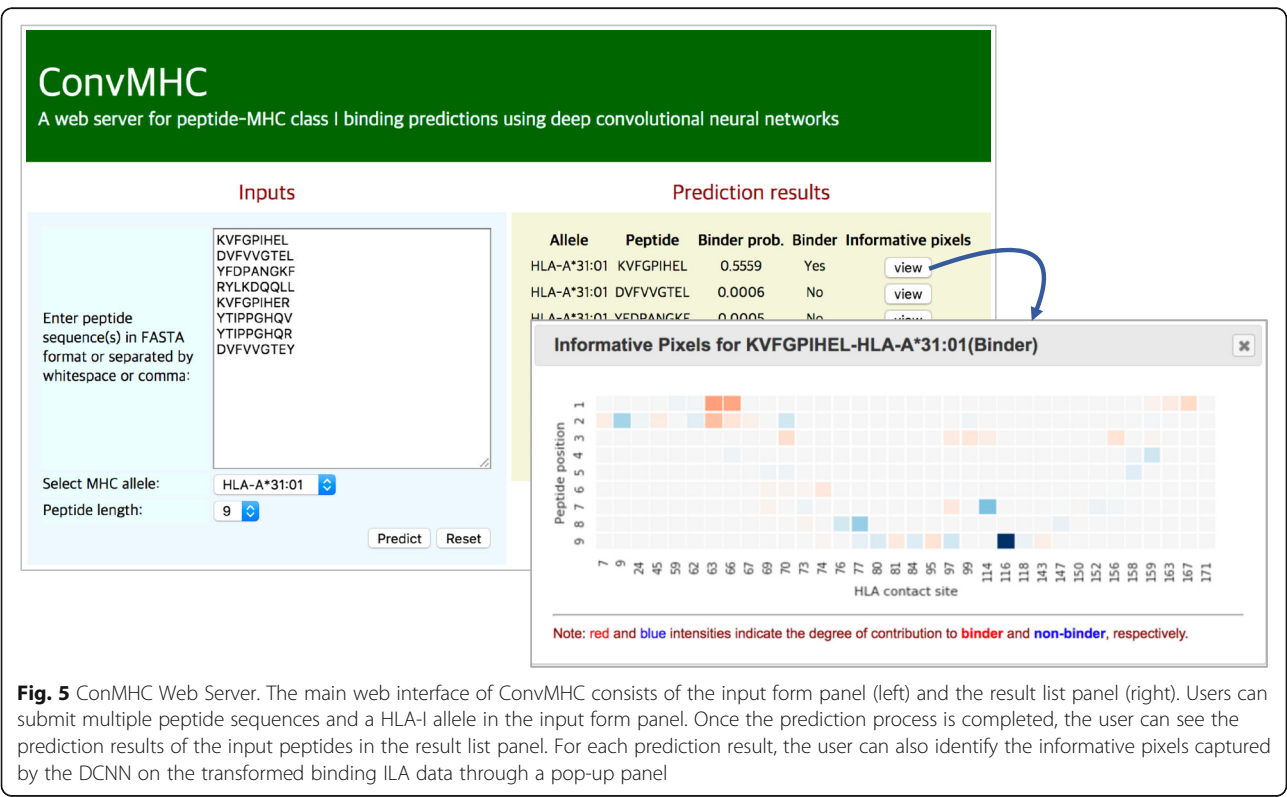 ConvMHC
A web server for peptide-MHC class I binding predictions using deep convolutional neural networks
Inputs
KVFGPIHEL
DVFVVGTEL
YFDPANGKF
RYLKDQQLL
KVFGPIHER
YTIPPGHQV
YTIPPGHQR
DVFVVGTEY
Enter peptide
sequence(s) in FASTA
format or separated by
whitespace or comma:
Select MHC allele: HLA-A*31:01
Peptide length: 9
Predict Reset
Prediction results
Allele Peptide Binder prob. Binder Informative pixels
HLA-A*31:01 KVFGPIHEL 0.5559 Yes view
HLA-A*31:01 DVFVVGTEL 0.0006 No view
HLA-A*31:01 YFDPANGKF 0.0005 No view
Informative Pixels for KVFGPIHEL-HLA-A*31:01(Binder)
Peptide position
1
2
3
4
5
6
7
8
9
7 9 24 45 59 62 63 66 67 69 70 73 74 76 77 80 81 84 95 97 99 114 116 118 143 147 150 152 156 158 159 163 167 171
HLA contact site
Note: red and blue intensities indicate the degree of contribution to binder and non-binder, respectively.
Fig. 5 ConMHC Web Server. The main web interface of ConvMHC consists of the input form panel (left) and the result list panel (right). Users can
submit multiple peptide sequences and a HLA-I allele in the input form panel. Once the prediction process is completed, the user can see the
prediction results of the input peptides in the result list panel. For each prediction result, the user can also identify the informative pixels captured
by the DCNN on the transformed binding ILA data through a pop-up panel